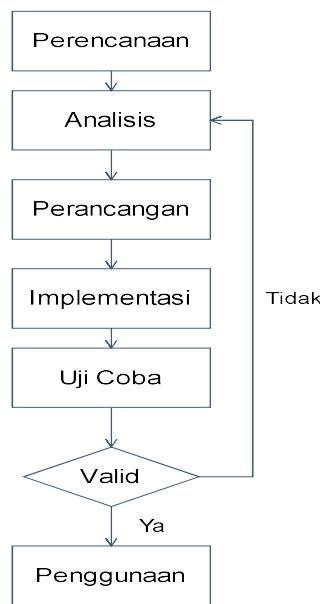 Perencanaan
Analisis
Perancangan
Implementasi
Tidak
Uji Coba
Valid
Ya
Penggunaan